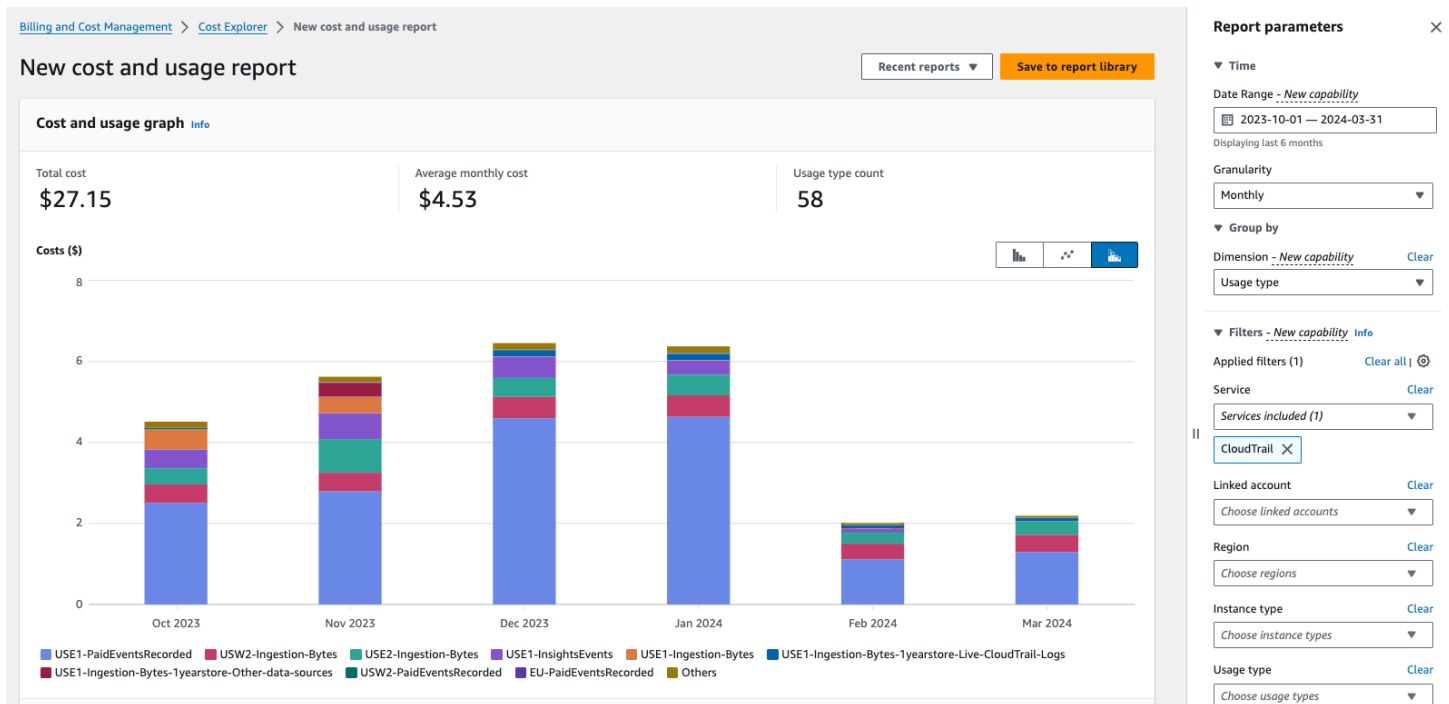 Billing and Cost Management > Cost Explorer > New cost and usage report
New cost and usage report
Recent reports
Save to report library
Cost and usage graph Info
Total cost
$27.15
Average monthly cost
$4.53
Usage type count
58
Costs ($)
8
6
4
2
0
Oct 2023 Nov 2023 Dec 2023 Jan 2024 Feb 2024 Mar 2024
USE1-PaidEventsRecorded USW2-Ingestion-Bytes USE2-Ingestion-Bytes USE1-InsightsEvents USE1-Ingestion-Bytes USE1-Ingestion-Bytes-1yearstore-Live-CloudTrail-Logs
USE1-Ingestion-Bytes-1yearstore-Other-data-sources USW2-PaidEventsRecorded EU-PaidEventsRecorded Others
Report parameters
Time
Date Range - New capability
2023-10-01 — 2024-03-31
Displaying last 6 months
Granularity
Monthly
Group by
Dimension - New capability Clear
Usage type
Filters - New capability Info
Applied filters (1) Clear all |
Service Clear
Services included (1)
CloudTrail
Linked account Clear
Choose linked accounts
Region Clear
Choose regions
Instance type Clear
Choose instance types
Usage type Clear
Choose usage types